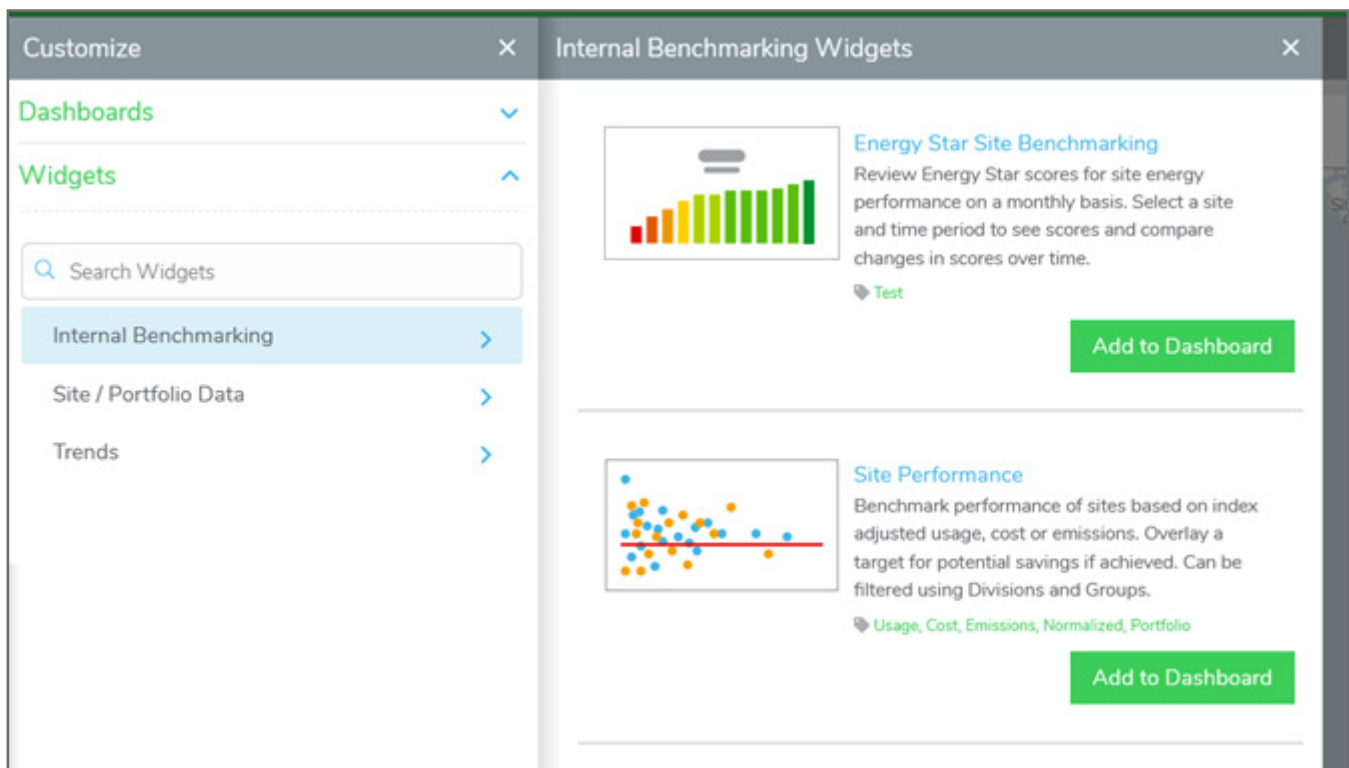 Customize
Dashboards
Widgets
Search Widgets
Internal Benchmarking
Site / Portfolio Data
Trends
Internal Benchmarking Widgets
Energy Star Site Benchmarking
Review Energy Star scores for site energy
performance on a monthly basis. Select a site
and time period to see scores and compare
changes in scores over time.
Test
Add to Dashboard
Site Performance
Benchmark performance of sites based on index
adjusted usage, cost or emissions. Overlay a
target for potential savings if achieved. Can be
filtered using Divisions and Groups.
Usage, Cost, Emissions, Normalized, Portfolio
Add to Dashboard